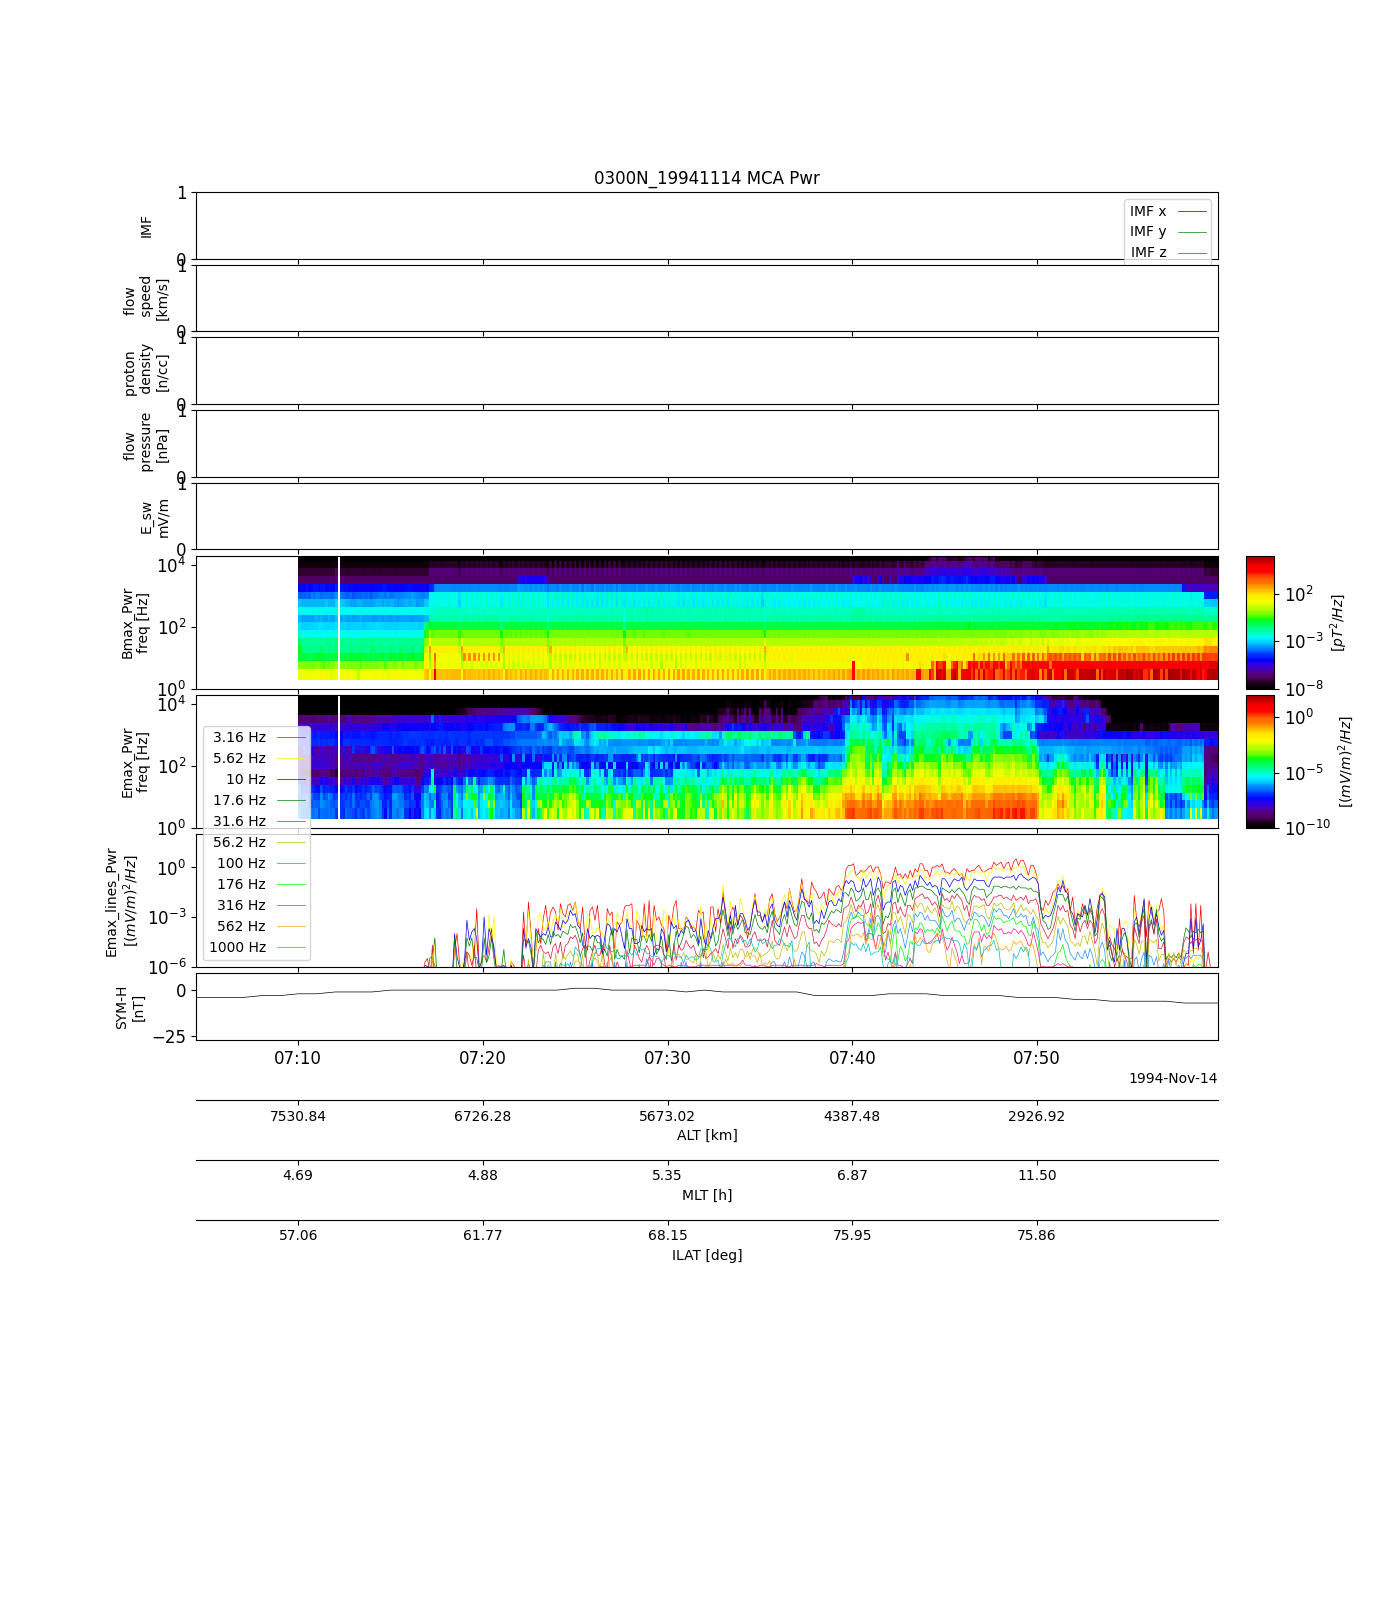 0300N_19941114 MCA Pwr
1
0
IMF
IMF x
IMF y
IMF z
1
0
flow
speed
[km/s]
1
0
proton
density
[n/cc]
1
0
flow
pressure
[nPa]
1
0
E_sw
mV/m
10^4
10^2
10^0
Bmax_Pwr
freq [Hz]
10^2
10^-3
10^-8
[pT^2/Hz]
10^4
10^2
10^0
Emax_Pwr
freq [Hz]
10^0
10^-5
10^-10
[(mV/m)^2/Hz]
3.16 Hz
5.62 Hz
10 Hz
17.6 Hz
31.6 Hz
56.2 Hz
100 Hz
176 Hz
316 Hz
562 Hz
1000 Hz
10^0
10^-3
10^-6
Emax_lines_Pwr
[(mV/m)^2/Hz]
0
−25
SYM-H
[nT]
07:10 07:20 07:30 07:40 07:50
1994-Nov-14
7530.84 6726.28 5673.02 4387.48 2926.92
ALT [km]
4.69 4.88 5.35 6.87 11.50
MLT [h]
57.06 61.77 68.15 75.95 75.86
ILAT [deg]